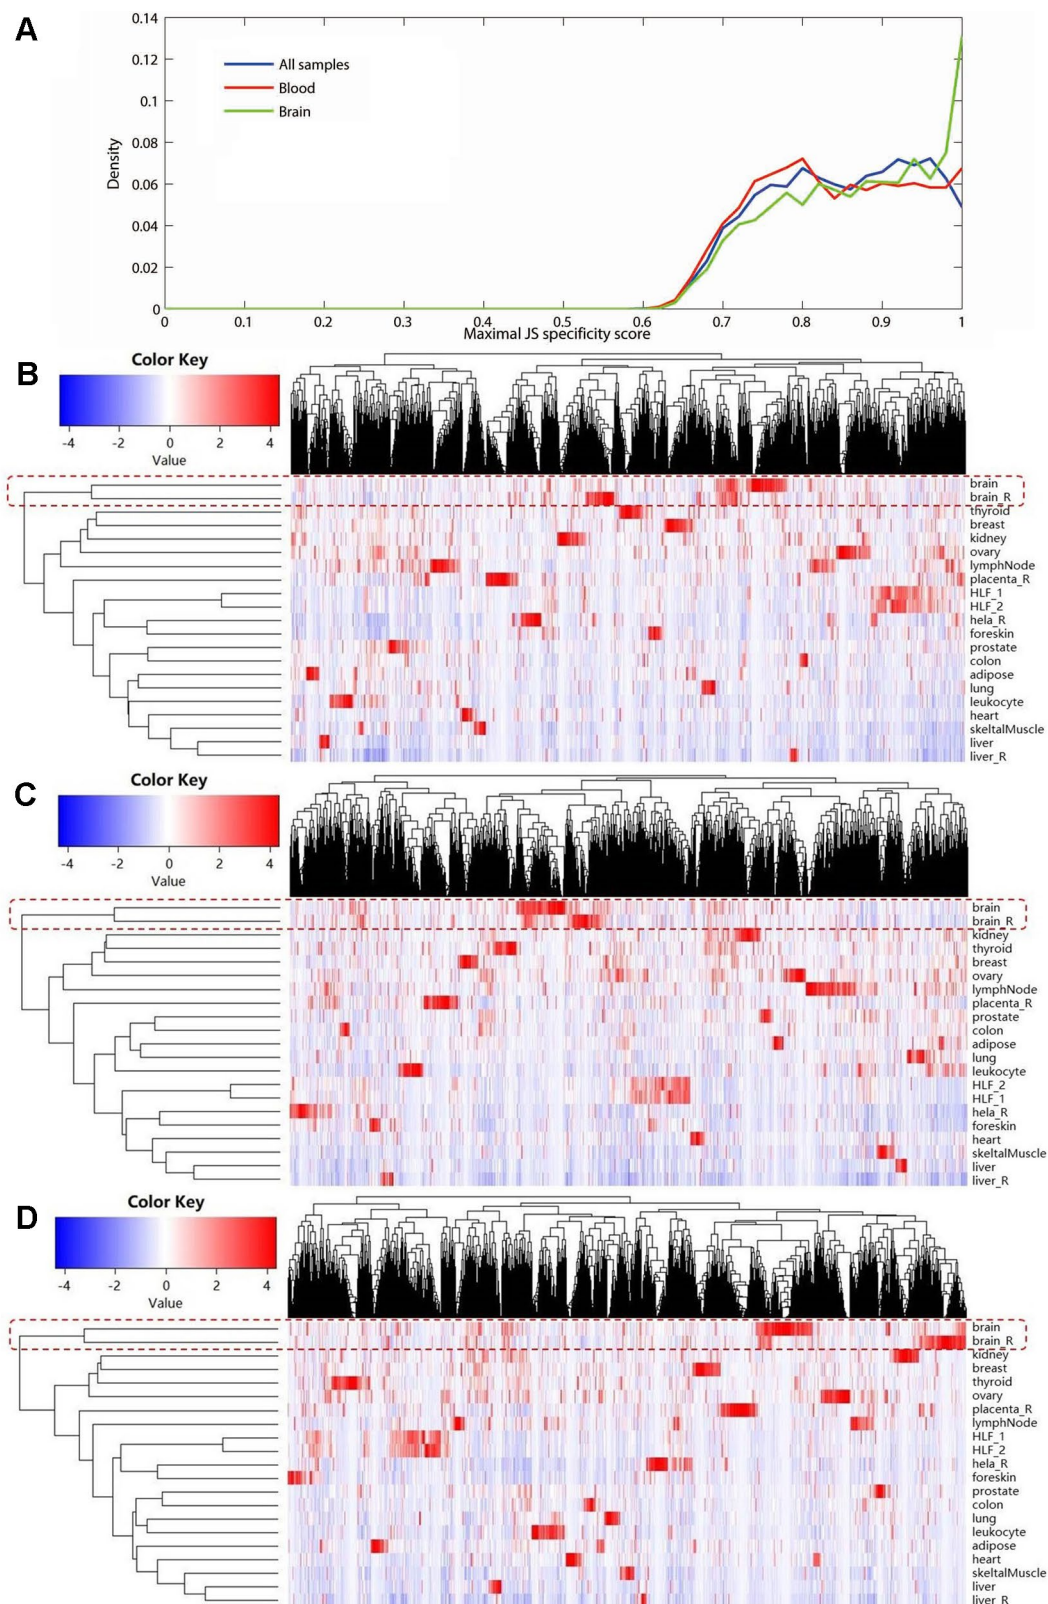 A
0.14
0.12
0.1
0.08
0.06
0.04
0.02
0
Density
All samples
Blood
Brain
0 0.1 0.2 0.3 0.4 0.5 0.6 0.7 0.8 0.9 1
Maximal JS specificity score
B
Color Key
-4 -2 0 2 4
Value
brain
brain_R
thyroid
breast
kidney
ovary
lymphNode
placenta_R
HLF_1
HLF_2
hela_R
foreskin
prostate
colon
adipose
lung
leukocyte
heart
skeltalMuscle
liver
liver_R
C
Color Key
-4 -2 0 2 4
Value
brain
brain_R
kidney
thyroid
breast
ovary
lymphNode
placenta_R
prostate
colon
adipose
lung
leukocyte
HLF_2
HLF_1
hela_R
foreskin
heart
skeltalMuscle
liver
liver_R
D
Color Key
-4 -2 0 2 4
Value
brain
brain_R
kidney
breast
thyroid
ovary
placenta_R
lymphNode
HLF_1
HLF_2
hela_R
foreskin
prostate
colon
lung
leukocyte
adipose
heart
skeltalMuscle
liver
liver_R